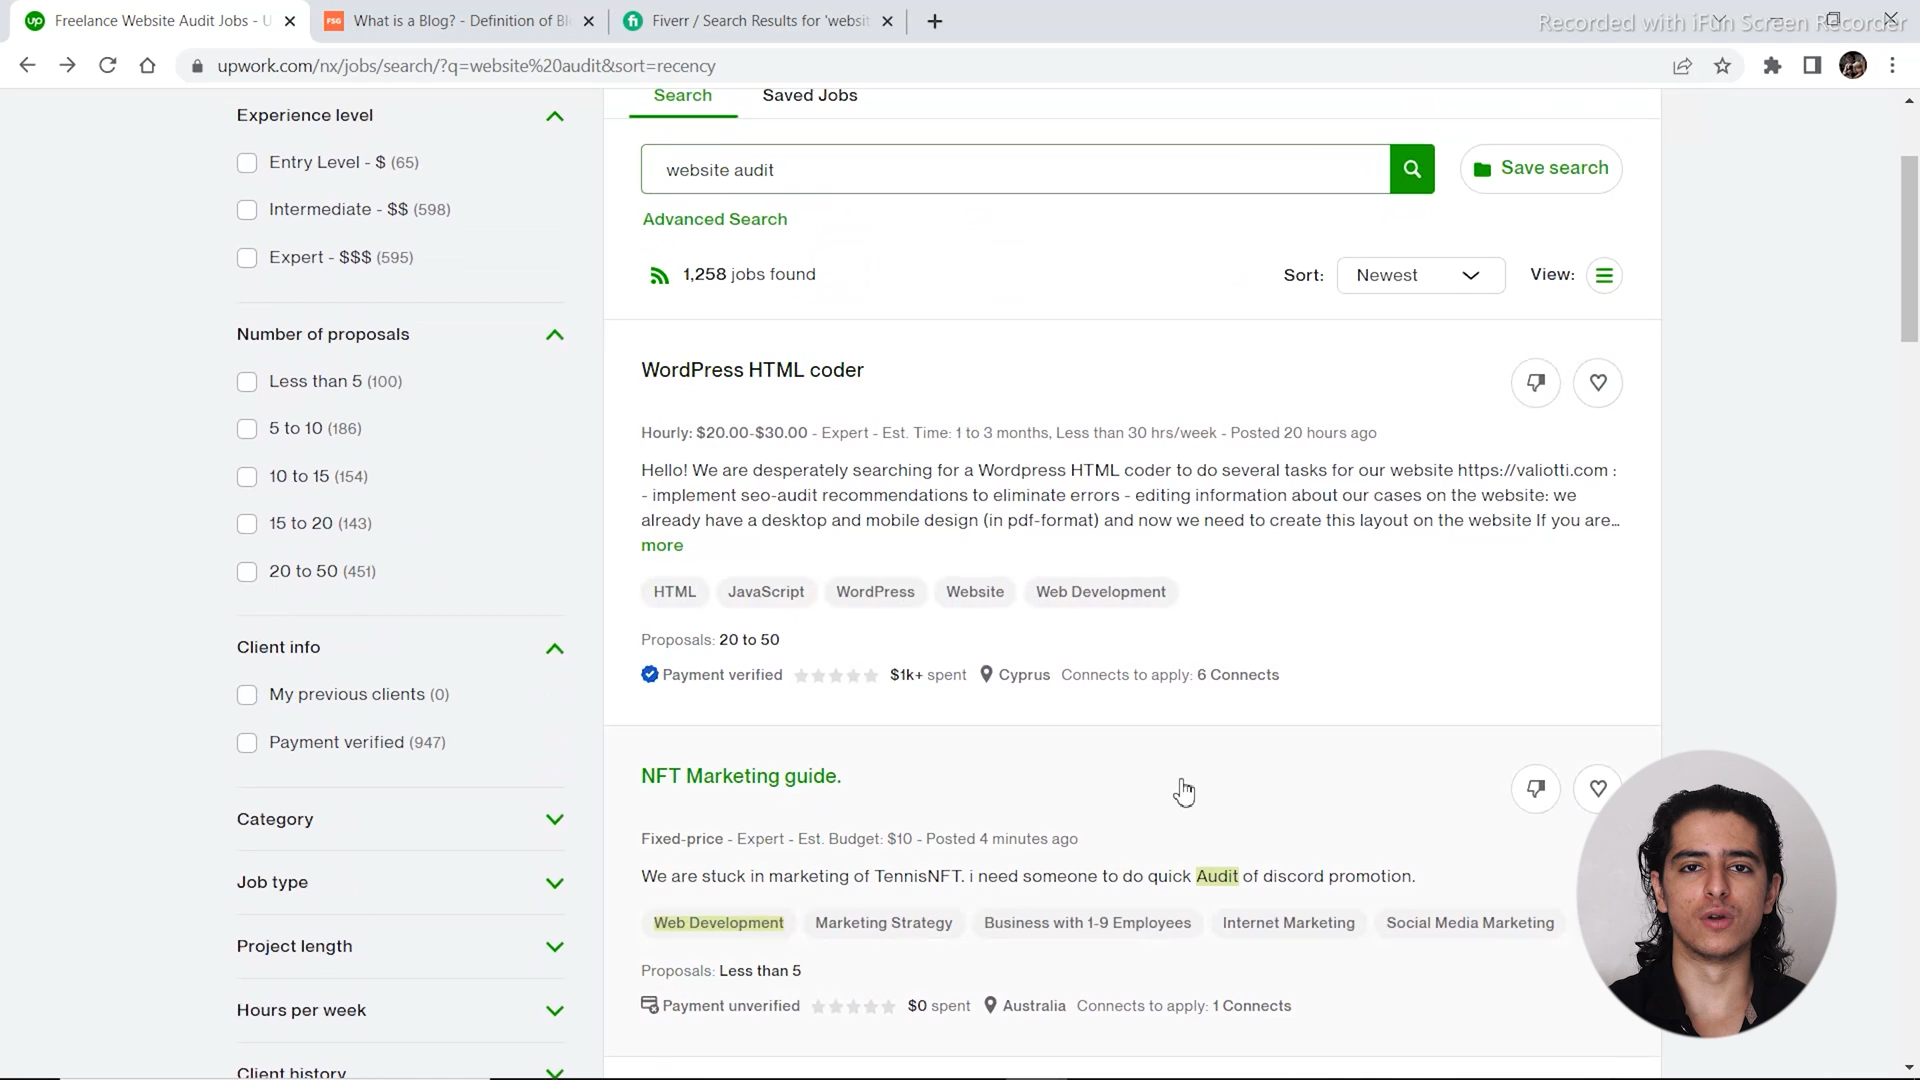 Freelance Website Audit Jobs - U
What is a Blog? - Definition of Bl
Fiverr / Search Results for 'websit
Recorded with iFun Screen Recorder
upwork.com/nx/jobs/search/?q=website%20audit&sort=recency
Experience level
Entry Level - $ (65)
Intermediate - $$ (598)
Expert - $$$ (595)
Number of proposals
Less than 5 (100)
5 to 10 (186)
10 to 15 (154)
15 to 20 (143)
20 to 50 (451)
Client info
My previous clients (0)
Payment verified (947)
Category
Job type
Project length
Hours per week
Client history
Search
Saved Jobs
website audit
Save search
Advanced Search
1,258 jobs found
Sort: Newest
View:
WordPress HTML coder
Hourly: $20.00-$30.00 - Expert - Est. Time: 1 to 3 months, Less than 30 hrs/week - Posted 20 hours ago
Hello! We are desperately searching for a Wordpress HTML coder to do several tasks for our website https://valiotti.com :
- implement seo-audit recommendations to eliminate errors - editing information about our cases on the website: we
already have a desktop and mobile design (in pdf-format) and now we need to create this layout on the website If you are…
more
HTML JavaScript WordPress Website Web Development
Proposals: 20 to 50
Payment verified $1k+ spent Cyprus Connects to apply: 6 Connects
NFT Marketing guide.
Fixed-price - Expert - Est. Budget: $10 - Posted 4 minutes ago
We are stuck in marketing of TennisNFT. i need someone to do quick Audit of discord promotion.
Web Development Marketing Strategy Business with 1-9 Employees Internet Marketing Social Media Marketing
Proposals: Less than 5
Payment unverified $0 spent Australia Connects to apply: 1 Connects